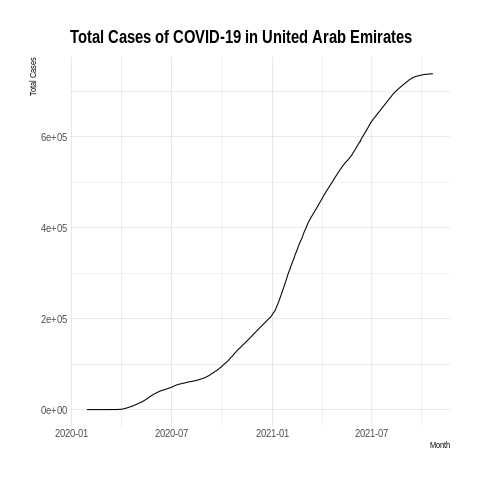 Total Cases of COVID-19 in United Arab Emirates
Total Cases
6e+05
4e+05
2e+05
0e+00
2020-01 2020-07 2021-01 2021-07
Month